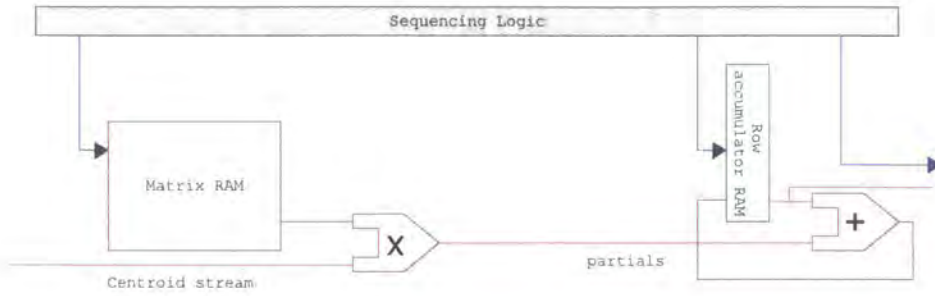 Sequencing Logic
Row
accumulator RAM
Matrix RAM
X
+
partials
Centroid stream